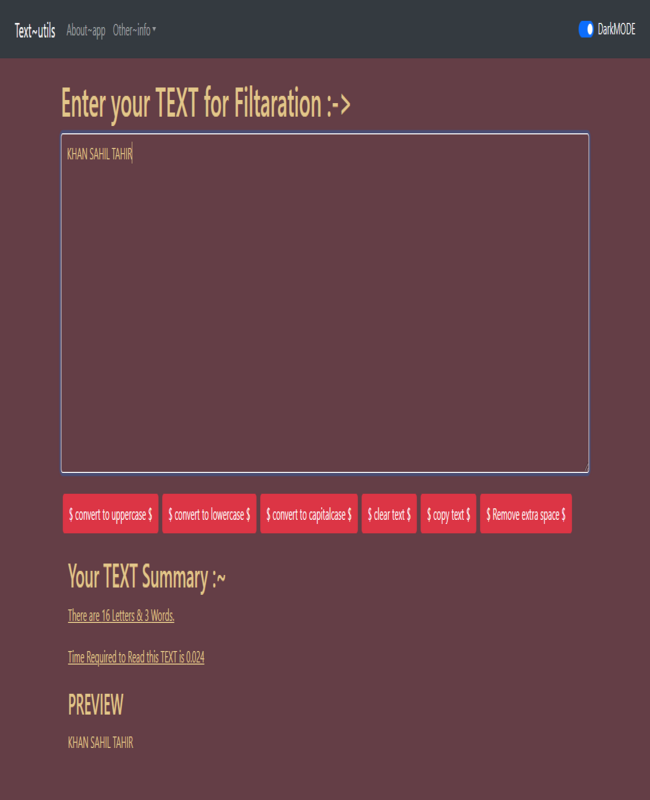 Text~utils About~app Other~info DarkMODE
Enter your TEXT for Filtaration :->
KHAN SAHIL TAHIR
$ convert to uppercase $ $ convert to lowercase $ $ convert to capitalcase $ $ clear text $ $ copy text $ $ Remove extra space $
Your TEXT Summary :~
There are 16 Letters & 3 Words.
Time Required to Read this TEXT is 0.024
PREVIEW
KHAN SAHIL TAHIR